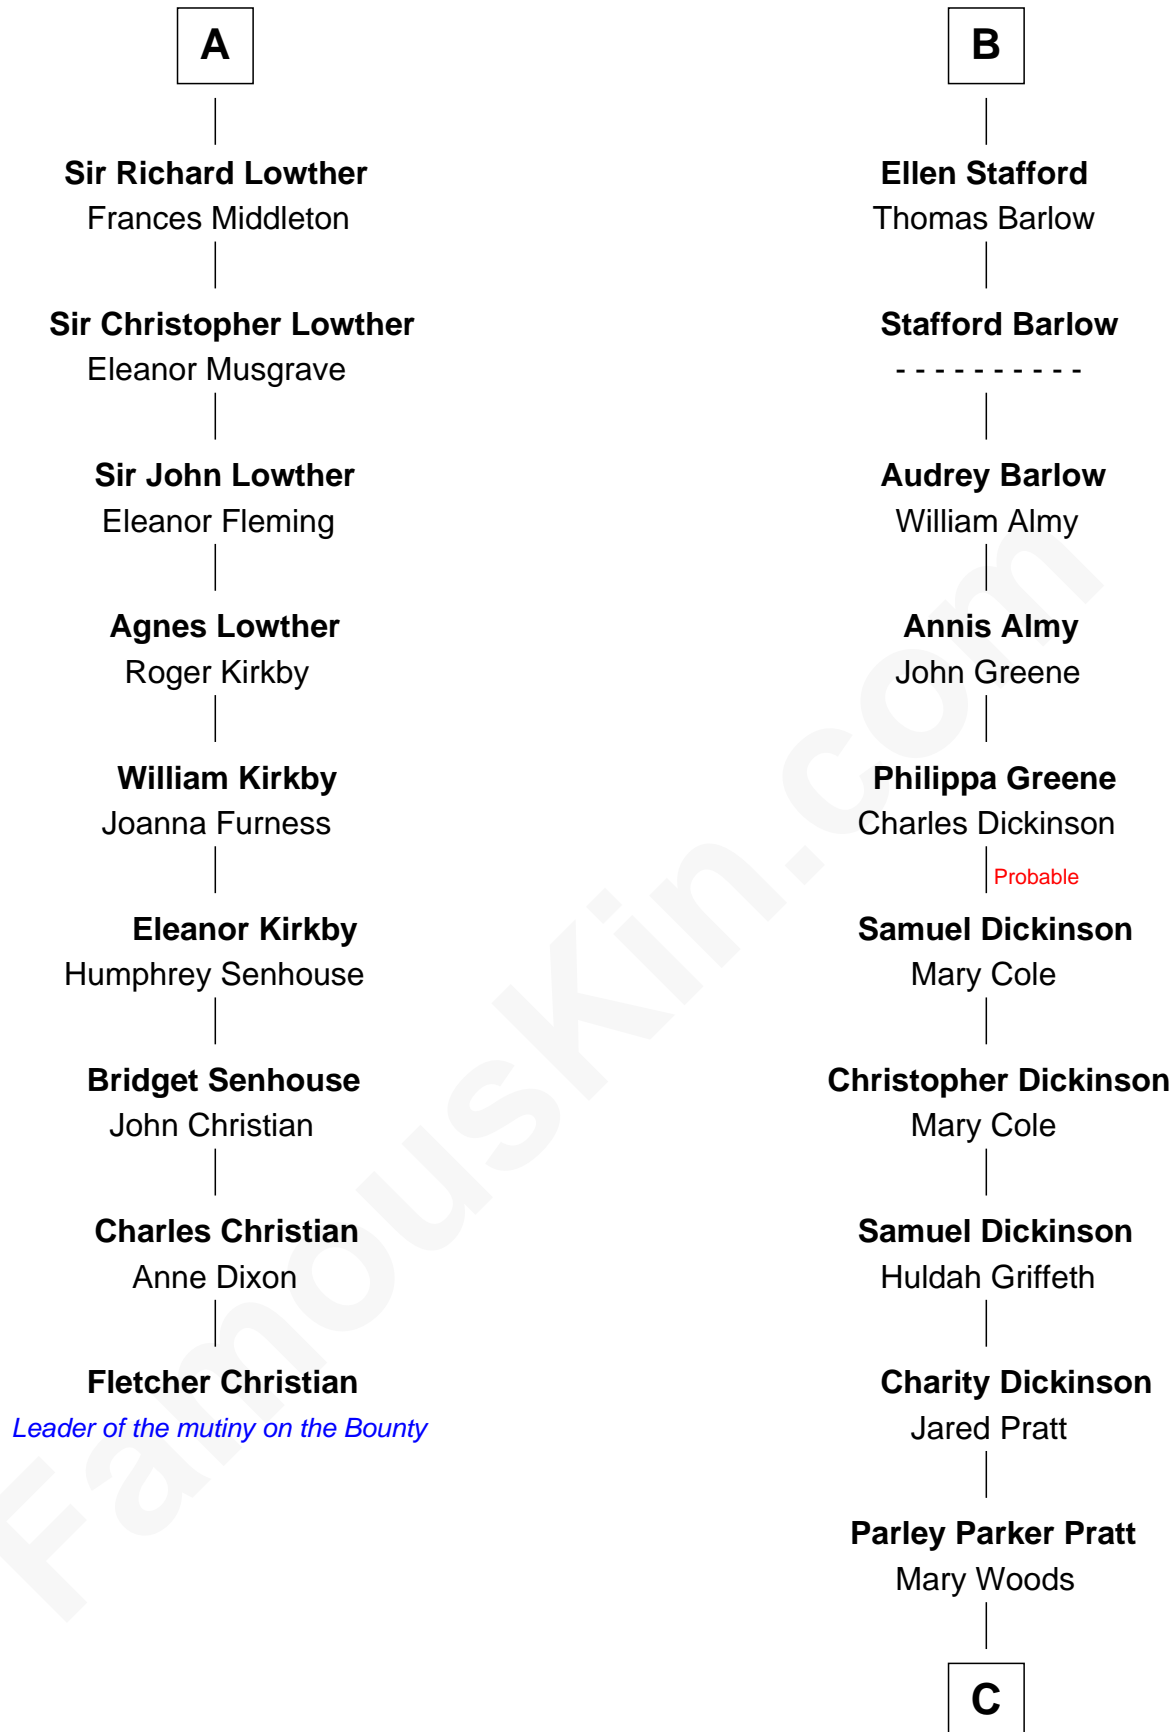 A
Sir Richard Lowther
Frances Middleton
Sir Christopher Lowther
Eleanor Musgrave
Sir John Lowther
Eleanor Fleming
Agnes Lowther
Roger Kirkby
William Kirkby
Joanna Furness
Eleanor Kirkby
Humphrey Senhouse
Bridget Senhouse
John Christian
Charles Christian
Anne Dixon
Fletcher Christian
Leader of the mutiny on the Bounty
B
Ellen Stafford
Thomas Barlow
Stafford Barlow
- - - - - - - - - -
Audrey Barlow
William Almy
Annis Almy
John Greene
Philippa Greene
Charles Dickinson
Probable
Samuel Dickinson
Mary Cole
Christopher Dickinson
Mary Cole
Samuel Dickinson
Huldah Griffeth
Charity Dickinson
Jared Pratt
Parley Parker Pratt
Mary Woods
C
FamousKin.com